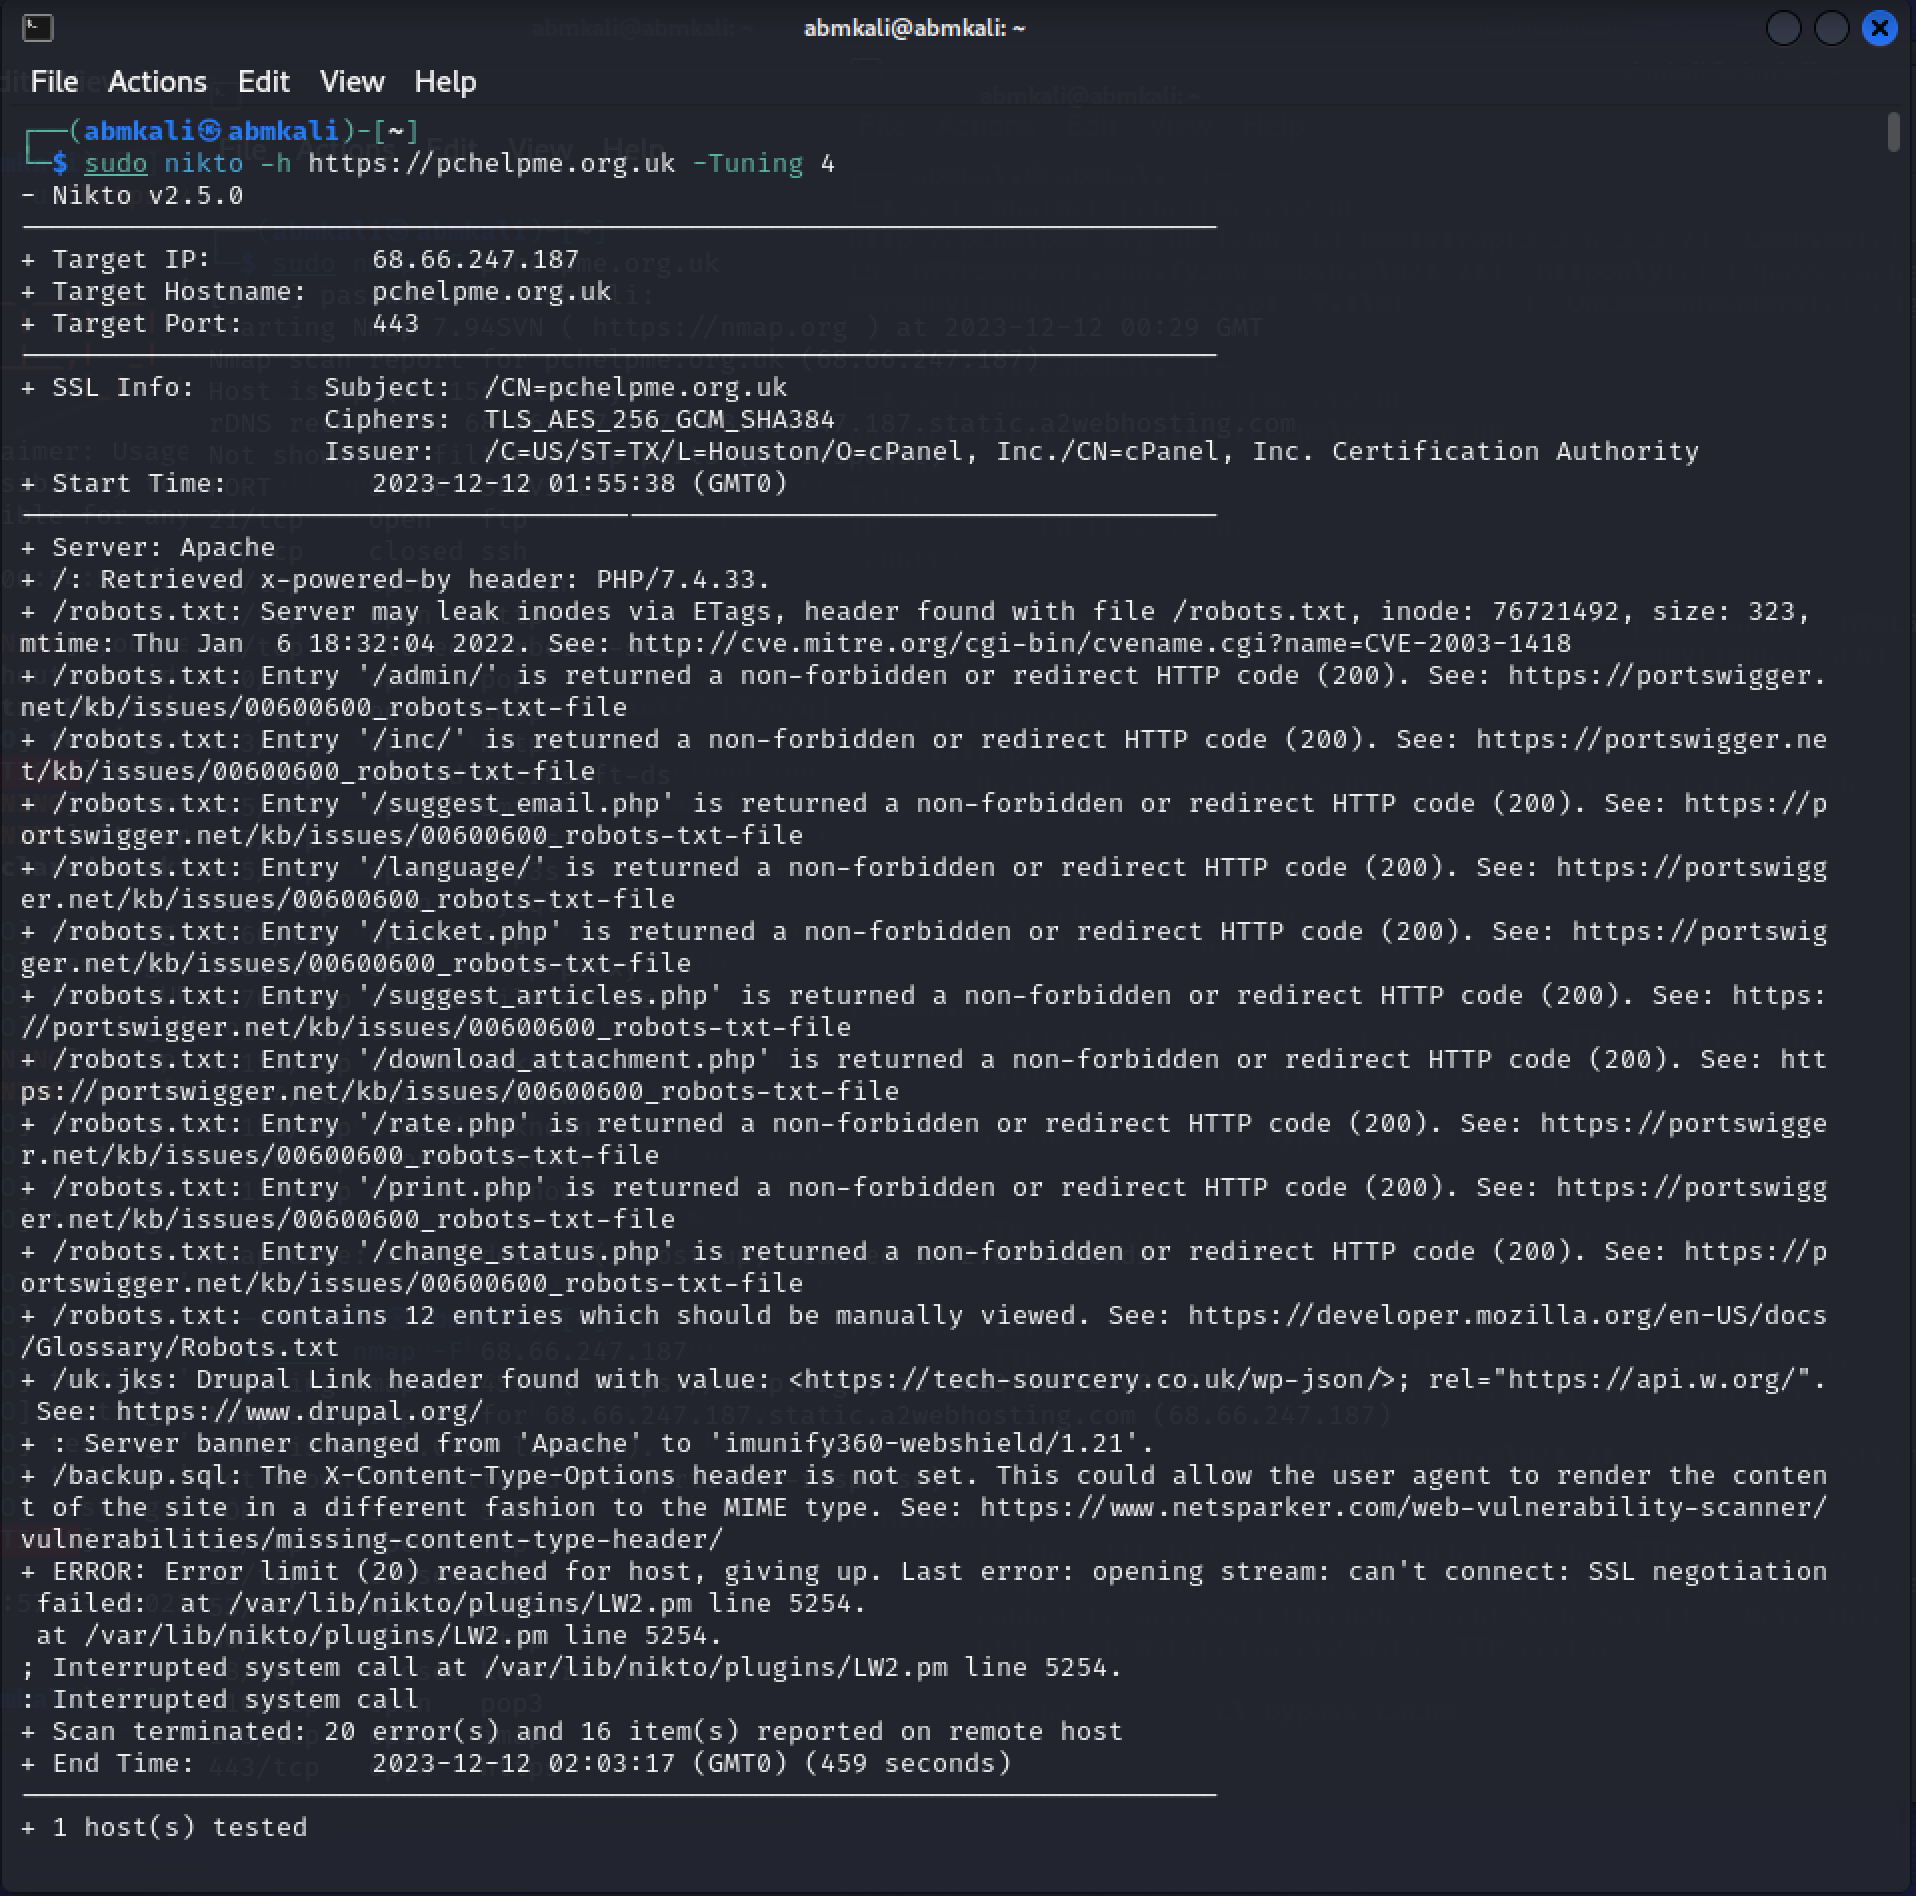 abmkali@abmkali: ~
File Actions Edit View Help
┌──(abmkali㉿abmkali)-[~]
└─$ sudo nikto -h https://pchelpme.org.uk -Tuning 4
- Nikto v2.5.0
+ Target IP:          68.66.247.187
+ Target Hostname:    pchelpme.org.uk
+ Target Port:        443
+ SSL Info:        Subject:  /CN=pchelpme.org.uk
                   Ciphers:  TLS_AES_256_GCM_SHA384
                   Issuer:   /C=US/ST=TX/L=Houston/O=cPanel, Inc./CN=cPanel, Inc. Certification Authority
+ Start Time:         2023-12-12 01:55:38 (GMT0)
+ Server: Apache
+ /: Retrieved x-powered-by header: PHP/7.4.33.
+ /robots.txt: Server may leak inodes via ETags, header found with file /robots.txt, inode: 76721492, size: 323,
mtime: Thu Jan  6 18:32:04 2022. See: http://cve.mitre.org/cgi-bin/cvename.cgi?name=CVE-2003-1418
+ /robots.txt: Entry '/admin/' is returned a non-forbidden or redirect HTTP code (200). See: https://portswigger.
net/kb/issues/00600600_robots-txt-file
+ /robots.txt: Entry '/inc/' is returned a non-forbidden or redirect HTTP code (200). See: https://portswigger.ne
t/kb/issues/00600600_robots-txt-file
+ /robots.txt: Entry '/suggest_email.php' is returned a non-forbidden or redirect HTTP code (200). See: https://p
ortswigger.net/kb/issues/00600600_robots-txt-file
+ /robots.txt: Entry '/language/' is returned a non-forbidden or redirect HTTP code (200). See: https://portswigg
er.net/kb/issues/00600600_robots-txt-file
+ /robots.txt: Entry '/ticket.php' is returned a non-forbidden or redirect HTTP code (200). See: https://portswig
ger.net/kb/issues/00600600_robots-txt-file
+ /robots.txt: Entry '/suggest_articles.php' is returned a non-forbidden or redirect HTTP code (200). See: https:
//portswigger.net/kb/issues/00600600_robots-txt-file
+ /robots.txt: Entry '/download_attachment.php' is returned a non-forbidden or redirect HTTP code (200). See: htt
ps://portswigger.net/kb/issues/00600600_robots-txt-file
+ /robots.txt: Entry '/rate.php' is returned a non-forbidden or redirect HTTP code (200). See: https://portswigge
r.net/kb/issues/00600600_robots-txt-file
+ /robots.txt: Entry '/print.php' is returned a non-forbidden or redirect HTTP code (200). See: https://portswigg
er.net/kb/issues/00600600_robots-txt-file
+ /robots.txt: Entry '/change_status.php' is returned a non-forbidden or redirect HTTP code (200). See: https://p
ortswigger.net/kb/issues/00600600_robots-txt-file
+ /robots.txt: contains 12 entries which should be manually viewed. See: https://developer.mozilla.org/en-US/docs
/Glossary/Robots.txt
+ /uk.jks: Drupal Link header found with value: <https://tech-sourcery.co.uk/wp-json/>; rel="https://api.w.org/".
 See: https://www.drupal.org/
+ : Server banner changed from 'Apache' to 'imunify360-webshield/1.21'.
+ /backup.sql: The X-Content-Type-Options header is not set. This could allow the user agent to render the conten
t of the site in a different fashion to the MIME type. See: https://www.netsparker.com/web-vulnerability-scanner/
vulnerabilities/missing-content-type-header/
+ ERROR: Error limit (20) reached for host, giving up. Last error: opening stream: can't connect: SSL negotiation
 failed:  at /var/lib/nikto/plugins/LW2.pm line 5254.
 at /var/lib/nikto/plugins/LW2.pm line 5254.
; Interrupted system call at /var/lib/nikto/plugins/LW2.pm line 5254.
: Interrupted system call
+ Scan terminated: 20 error(s) and 16 item(s) reported on remote host
+ End Time:           2023-12-12 02:03:17 (GMT0) (459 seconds)
+ 1 host(s) tested